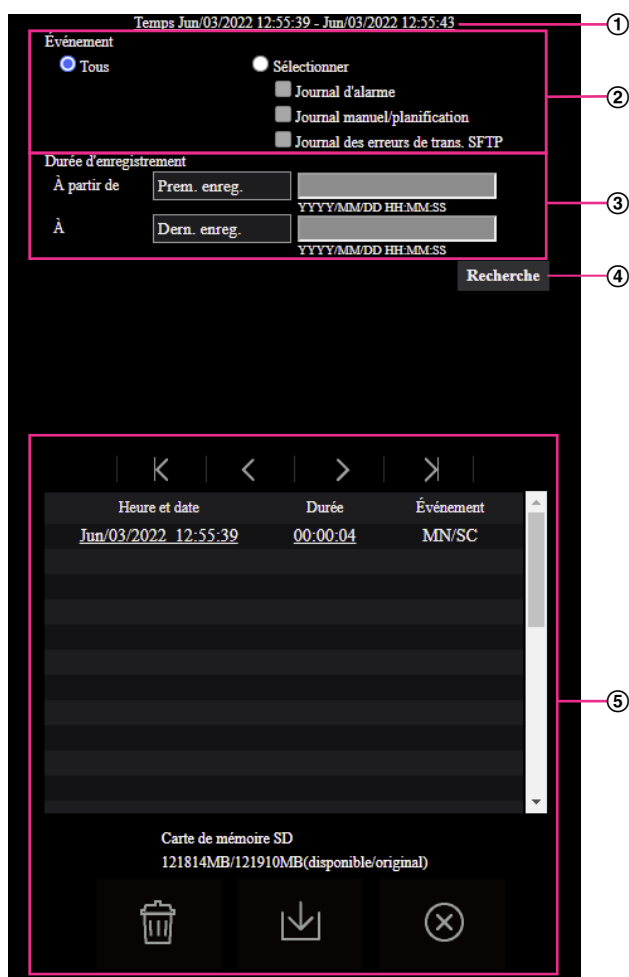 Temps Jun/03/2022 12:55:39 - Jun/03/2022 12:55:43
①
Événement
Tous
Sélectionner
Journal d'alarme
②
Journal manuel/planification
Journal des erreurs de trans. SFTP
Durée d'enregistrement
À partir de
Prem. enreg.
YYYY/MM/DD HH:MM:SS
③
À
Dern. enreg.
YYYY/MM/DD HH:MM:SS
Recherche
④
Heure et date Durée Événement
Jun/03/2022 12:55:39 00:00:04 MN/SC
⑤
Carte de mémoire SD
121814MB/121910MB(disponible/original)